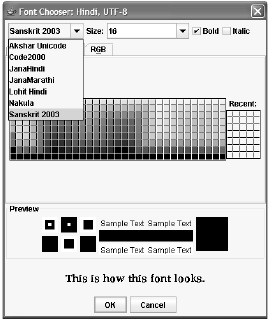 Font Chooser: Hindi, UTF-8
Sanskrit 2003 Size: 16 Bold Italic
Akshar Unicode
Code2000
JanaHindi
JanaMarathi
Lohit Hindi
Nakula
Sanskrit 2003
RGB
Recent:
Preview
Sample Text Sample Text
Sample Text Sample Text
This is how this font looks.
OK Cancel